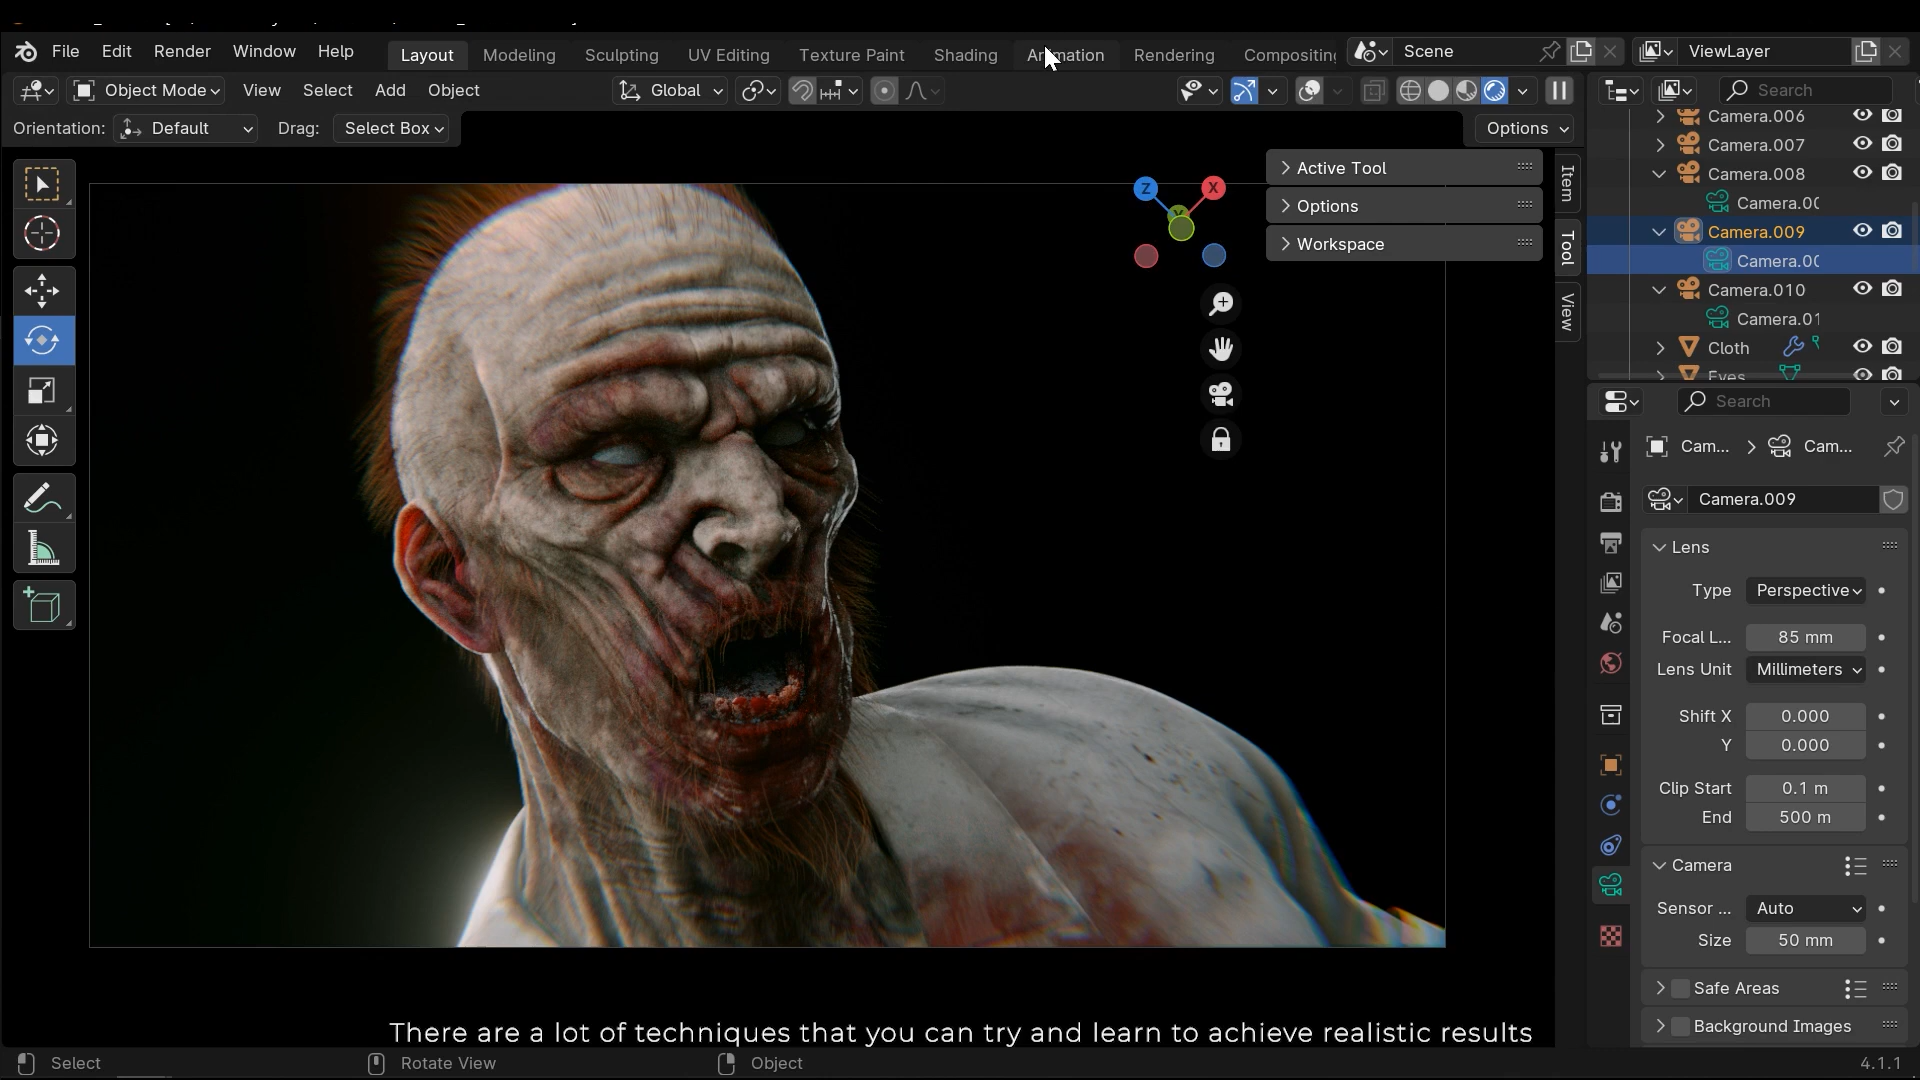 File Edit Render Window Help Layout Modeling Sculpting UV Editing Texture Paint Shading Animation Rendering Compositing Scene ViewLayer
Object Mode View Select Add Object Global Search
Orientation: Default Drag: Select Box Options
Active Tool
Options
Workspace
Item
Tool
View
Z
X
Camera.006
Camera.007
Camera.008
Camera.00
Camera.009
Camera.00
Camera.010
Camera.01
Cloth
Eyes
Search
Cam... Cam...
Camera.009
Lens
Type Perspective
Focal L... 85 mm
Lens Unit Millimeters
Shift X 0.000
Y 0.000
Clip Start 0.1 m
End 500 m
Camera
Sensor ... Auto
Size 50 mm
Safe Areas
Background Images
There are a lot of techniques that you can try and learn to achieve realistic results
Select Rotate View Object 4.1.1